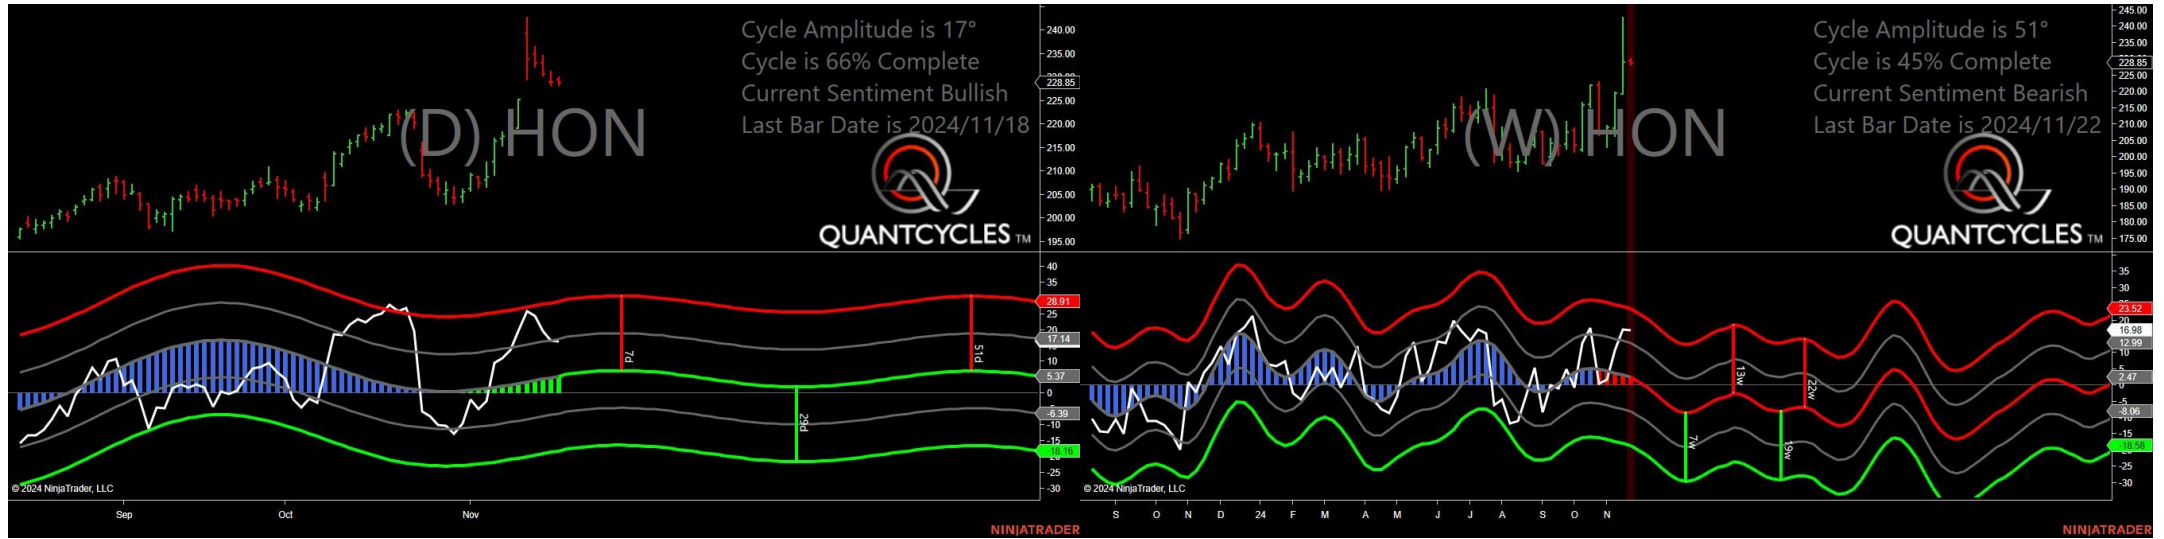 Cycle Amplitude is 17°
Cycle is 66% Complete
Current Sentiment Bullish
Last Bar Date is 2024/11/18
(D) HON
QUANTCYCLES TM
240.00
235.00
228.85
225.00
220.00
215.00
210.00
205.00
200.00
195.00
40
35
28.91
25
20
17.14
10
5.37
0
-6.39
-10
-15
-18.16
-25
-30
7d
29d
51d
© 2024 NinjaTrader, LLC
Sep
Oct
Nov
NINJATRADER
Cycle Amplitude is 51°
Cycle is 45% Complete
Current Sentiment Bearish
Last Bar Date is 2024/11/22
(W) HON
QUANTCYCLES TM
245.00
240.00
235.00
228.85
225.00
220.00
215.00
210.00
205.00
200.00
195.00
190.00
185.00
180.00
175.00
35
30
23.52
20
16.98
12.99
10
2.47
-5
-8.06
-15
-18.58
-25
-30
7w
13w
19w
22w
© 2024 NinjaTrader, LLC
S
O
N
D
24
F
M
A
M
J
J
A
S
O
N
NINJATRADER